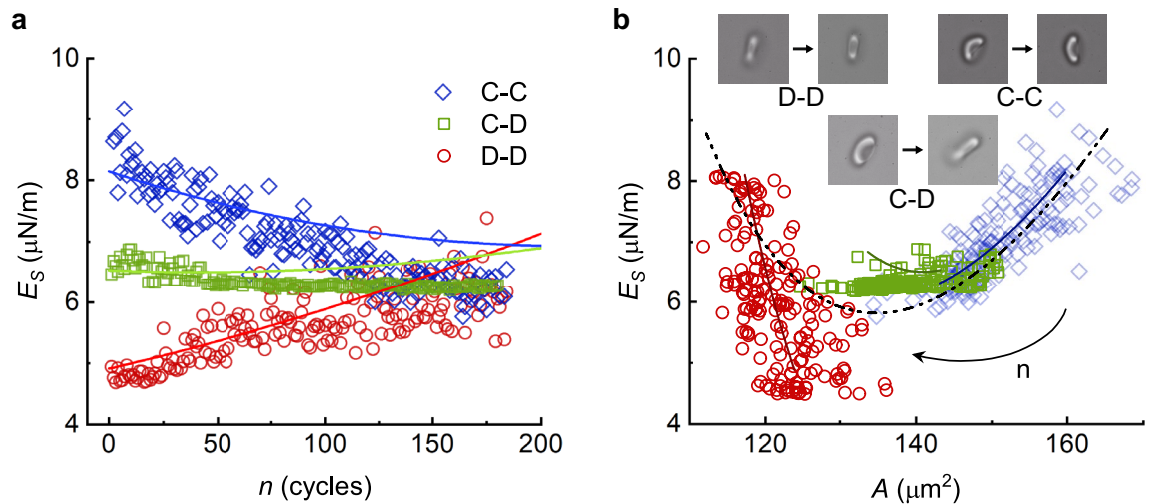 a
10
8
6
4
E_S (μN/m)
0
50
100
150
200
n (cycles)
C-C
C-D
D-D
b
10
8
6
4
E_S (μN/m)
120
140
160
A (μm²)
D-D
C-C
C-D
n